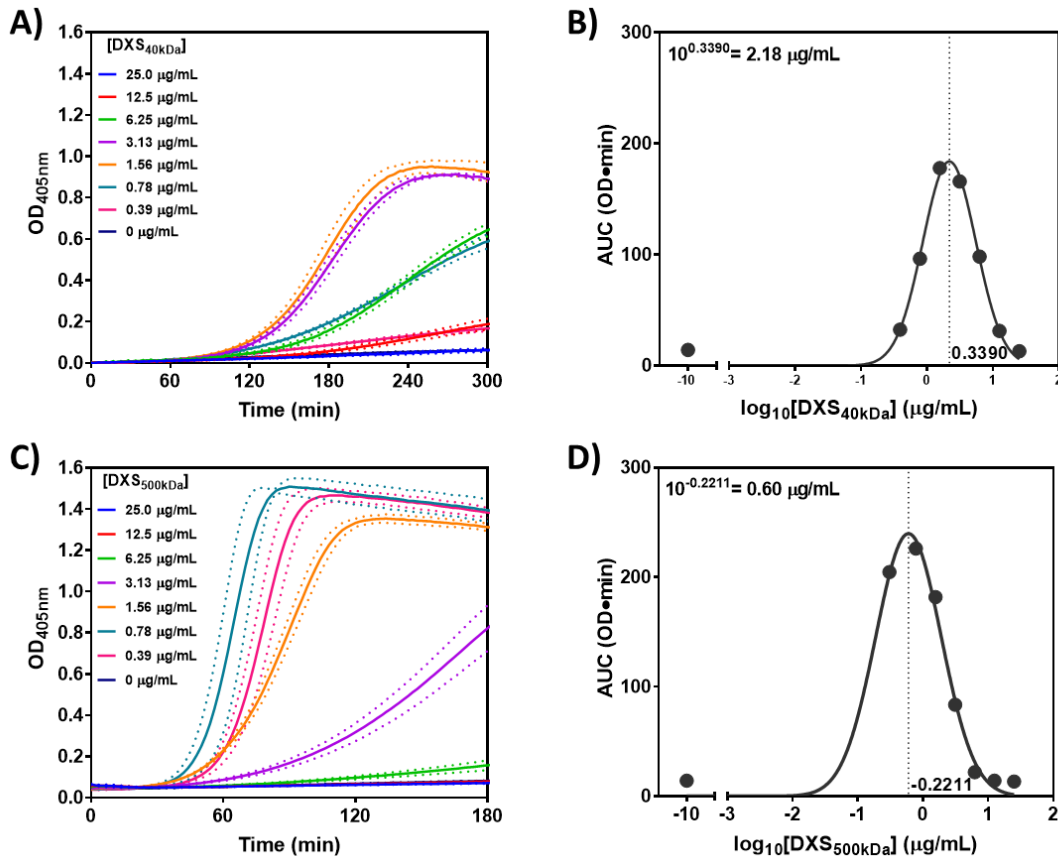 A)
[DXS40kDa]
25.0 µg/mL
12.5 µg/mL
6.25 µg/mL
3.13 µg/mL
1.56 µg/mL
0.78 µg/mL
0.39 µg/mL
0 µg/mL
OD405nm
1.6
1.4
1.2
1.0
0.8
0.6
0.4
0.2
0.0
0 60 120 180 240 300
Time (min)
B)
10^0.3390= 2.18 µg/mL
AUC (OD•min)
300
200
100
0
0.3390
-10 -3 -2 -1 0 1 2
log10[DXS40kDa] (µg/mL)
C)
[DXS500kDa]
25.0 µg/mL
12.5 µg/mL
6.25 µg/mL
3.13 µg/mL
1.56 µg/mL
0.78 µg/mL
0.39 µg/mL
0 µg/mL
OD405nm
1.6
1.4
1.2
1.0
0.8
0.6
0.4
0.2
0.0
0 60 120 180
Time (min)
D)
10^-0.2211= 0.60 µg/mL
AUC (OD•min)
300
200
100
0
-0.2211
-10 -3 -2 -1 0 1 2
log10[DXS500kDa] (µg/mL)